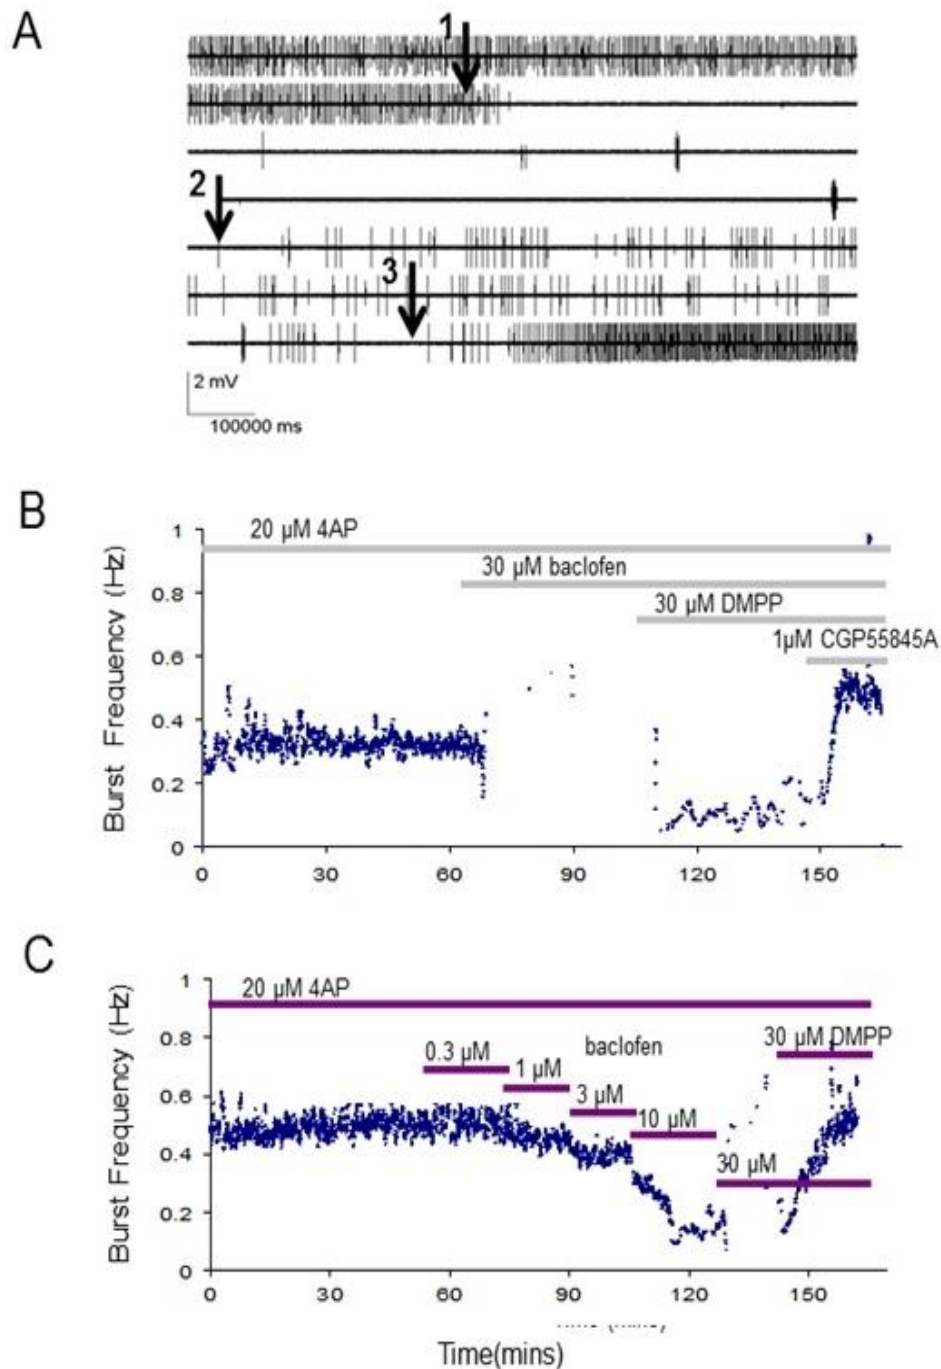 A
1
2
3
2 mV
100000 ms
B
Burst Frequency (Hz)
1
0.8
0.6
0.4
0.2
0
20 µM 4AP
30 µM baclofen
30 µM DMPP
1µM CGP55845A
0 30 60 90 120 150
C
Burst Frequency (Hz)
1
0.8
0.6
0.4
0.2
0
20 µM 4AP
0.3 µM
1 µM
baclofen
3 µM
10 µM
30 µM DMPP
30 µM
0 30 60 90 120 150
Time(mins)